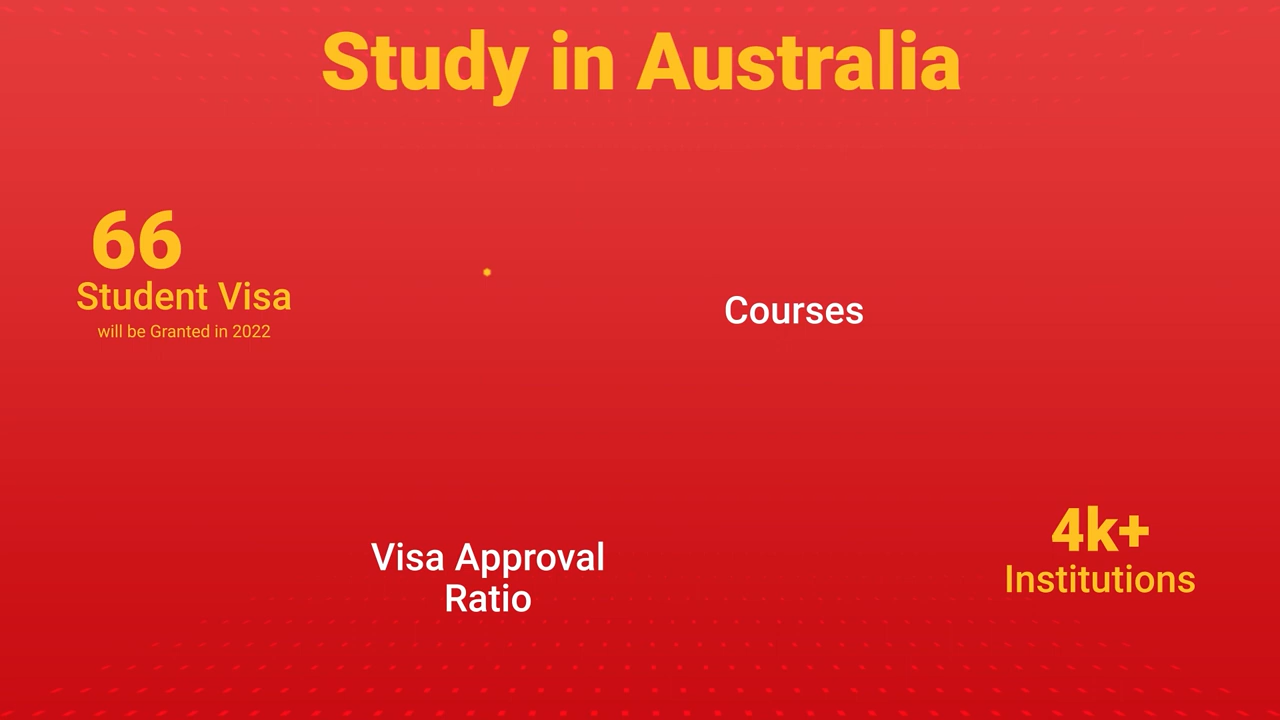 Study in Australia
66
Student Visa
will be Granted in 2022
Courses
Visa Approval
Ratio
4k+
Institutions